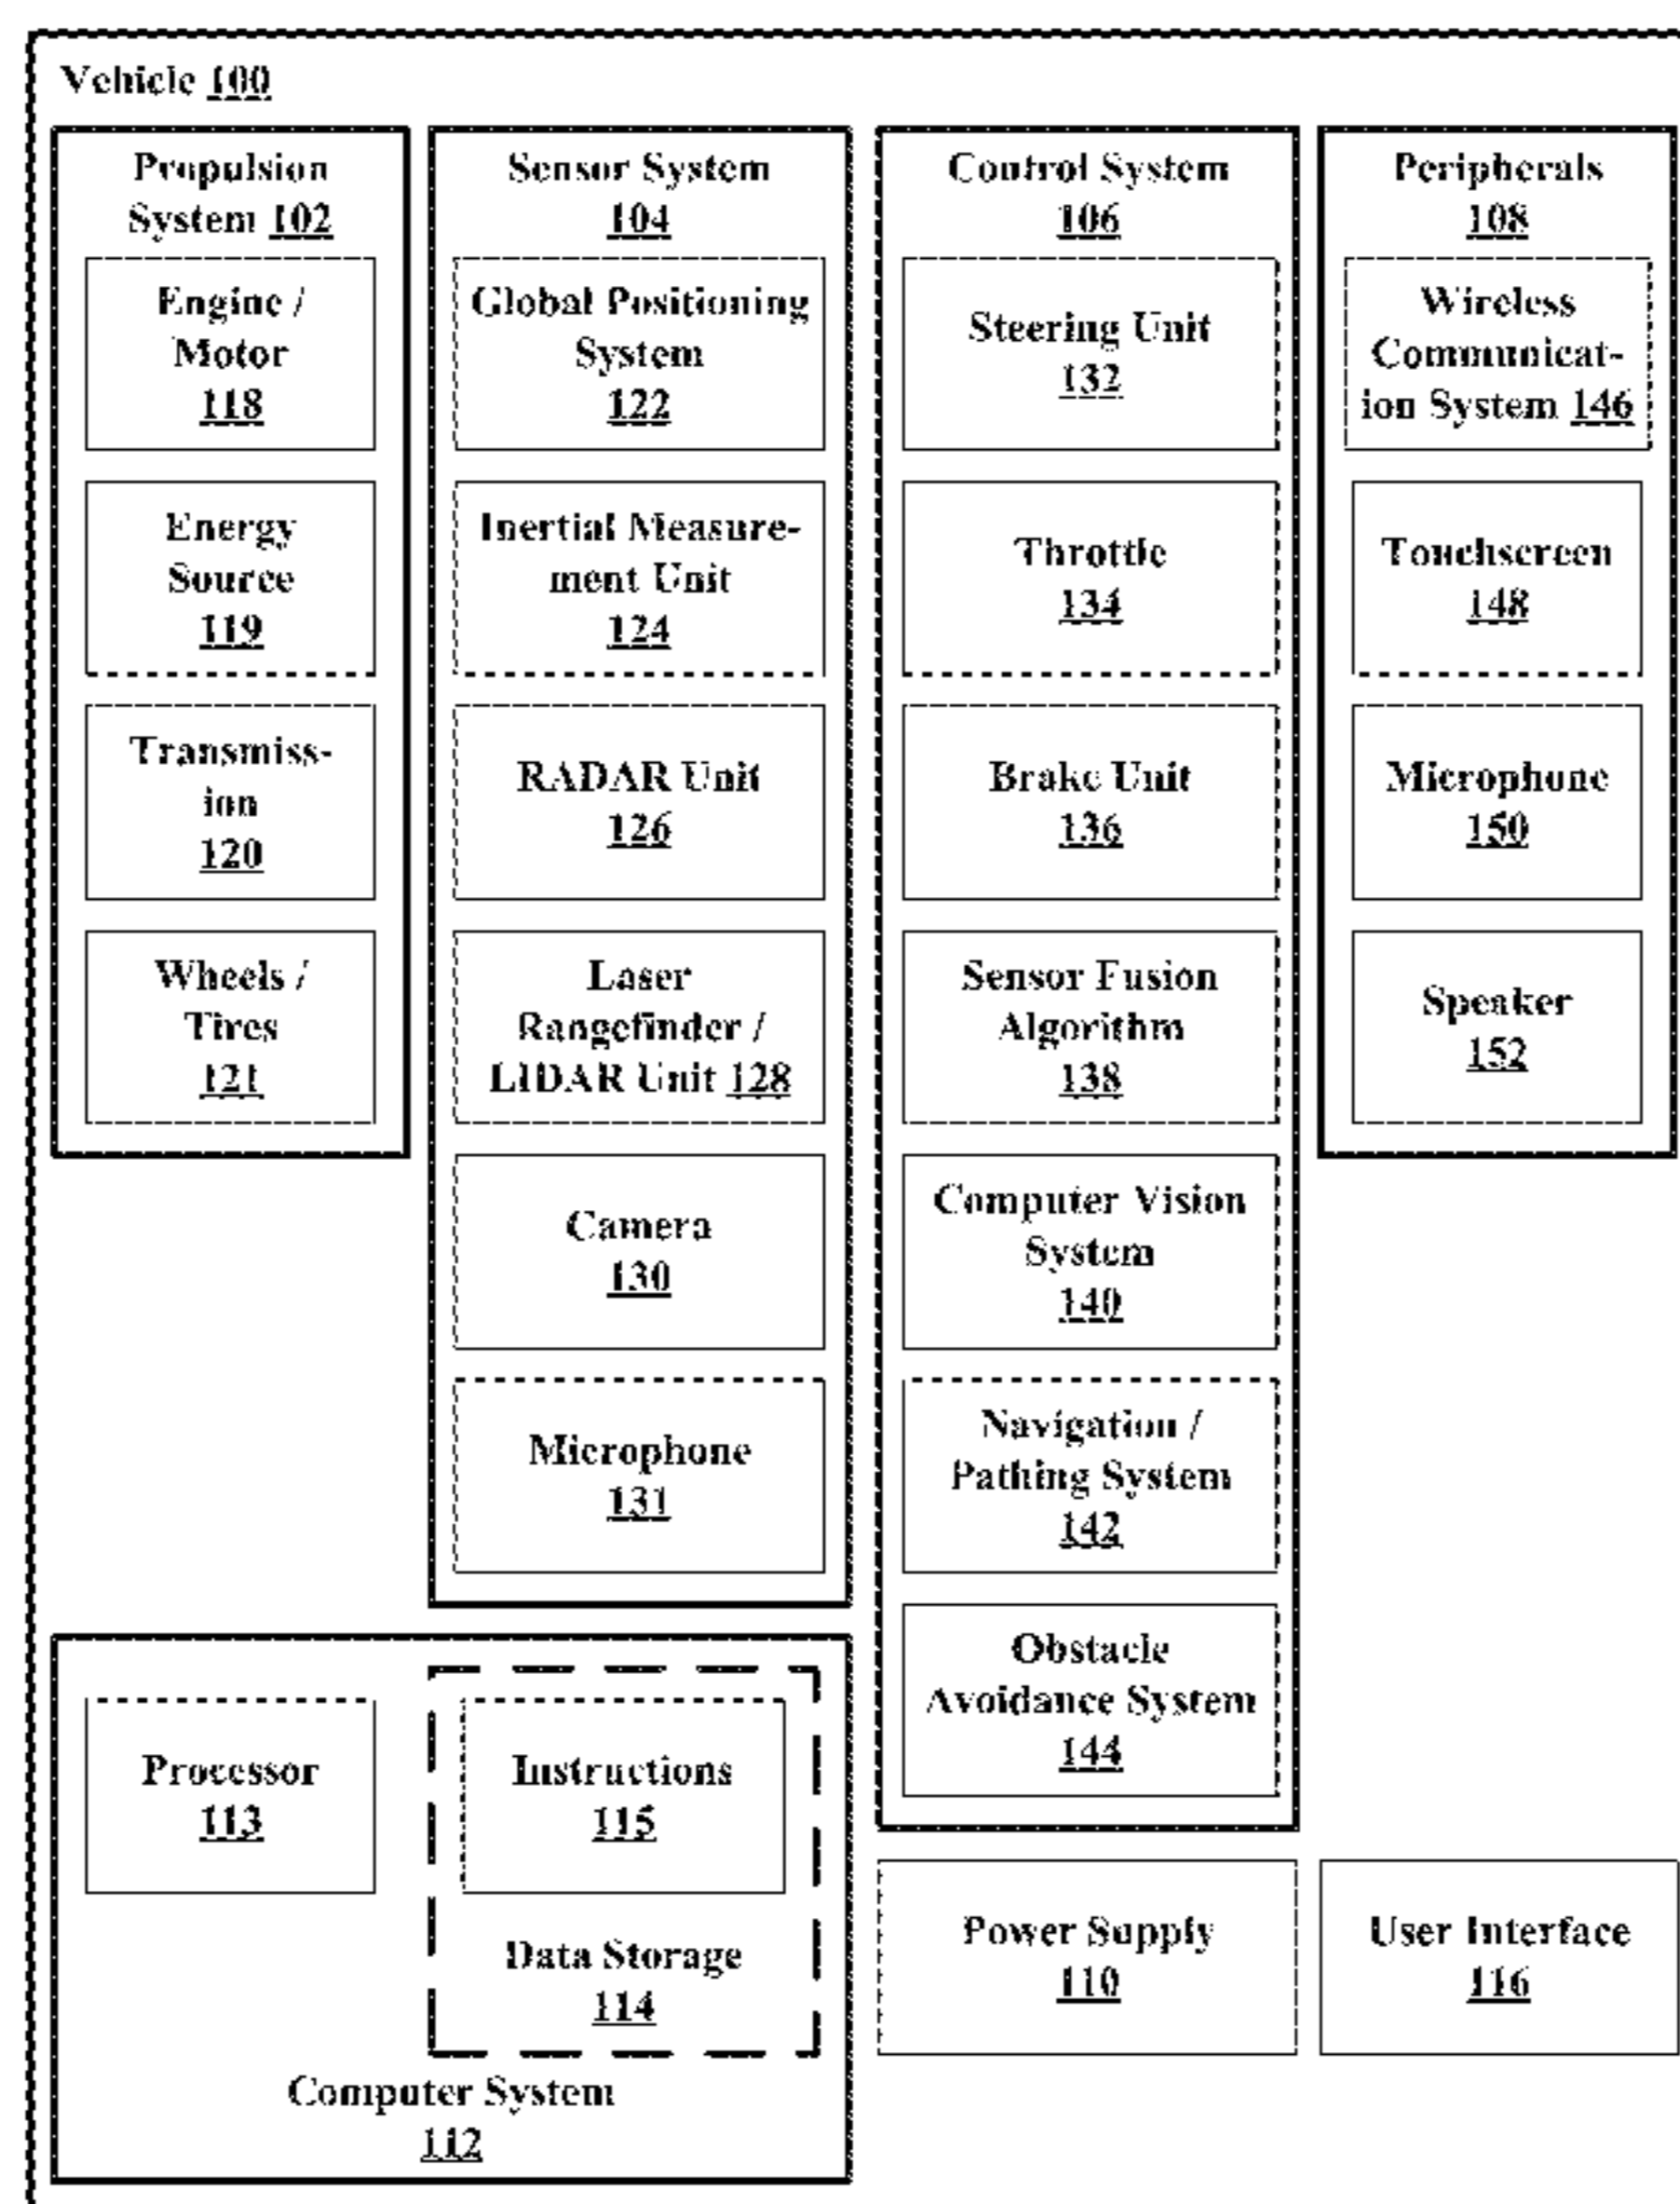 Vehicle 100
Propulsion
System 102
Engine /
Motor
118
Energy
Source
119
Transmiss-
ion
120
Wheels /
Tires
121
Sensor System
104
Global Positioning
System
122
Inertial Measure-
ment Unit
124
RADAR Unit
126
Laser
Rangefinder /
LIDAR Unit 128
Camera
130
Microphone
131
Control System
106
Steering Unit
132
Throttle
134
Brake Unit
136
Sensor Fusion
Algorithm
138
Computer Vision
System
140
Navigation /
Pathing System
142
Obstacle
Avoidance System
144
Peripherals
108
Wireless
Communicat-
ion System 146
Touchscreen
148
Microphone
150
Speaker
152
Processor
113
Instructions
115
Data Storage
114
Computer System
112
Power Supply
110
User Interface
116